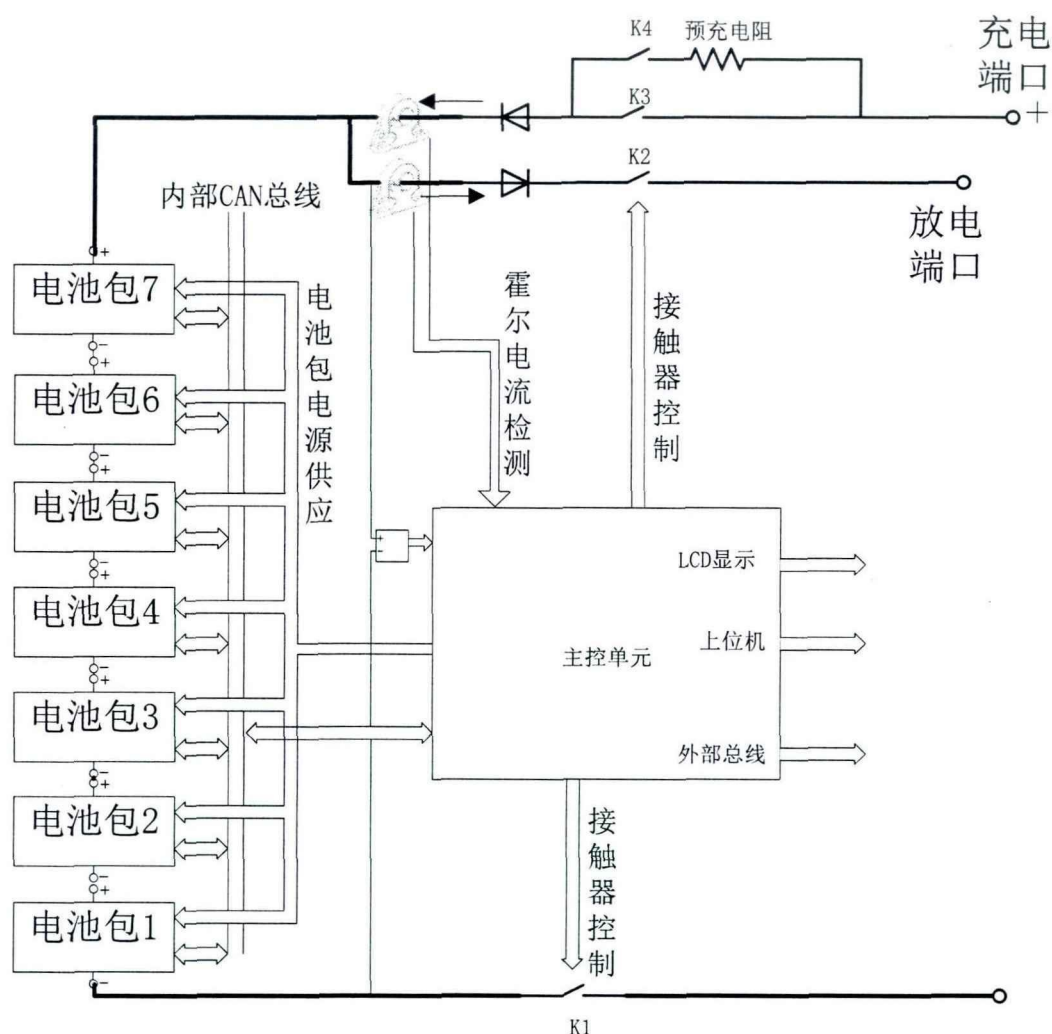 K4
预充电阻
充电
端口
+
K3
K2
放电
端口
内部CAN总线
+
电池包7
-
+
电池包6
-
+
电池包5
-
+
电池包4
-
+
电池包3
-
+
电池包2
-
+
电池包1
-
电池包电源供应
霍尔电流检测
接触器控制
+
-
LCD显示
上位机
主控单元
外部总线
接触器控制
K1